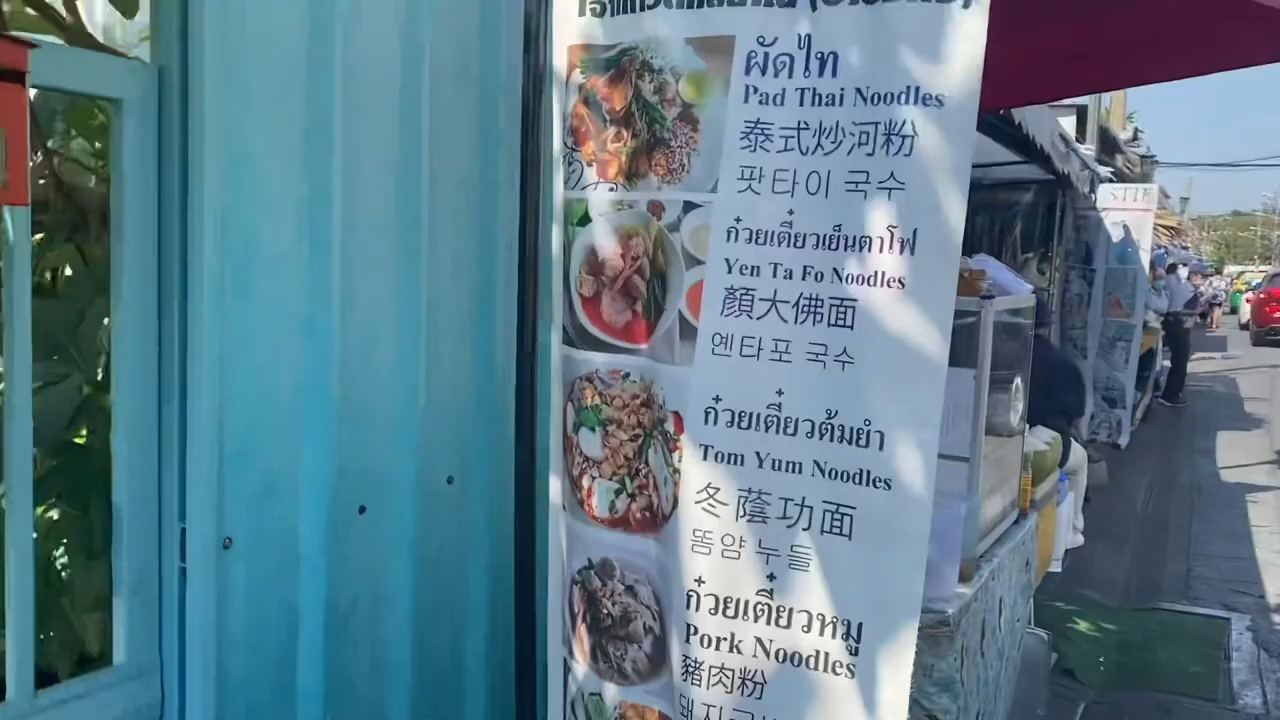 ผัดไท
Pad Thai Noodles
泰式炒河粉
팟타이 국수
ก๋วยเตี๋ยวเย็นตาโฟ
Yen Ta Fo Noodles
顏大佛面
옌타포 국수
ก๋วยเตี๋ยวต้มยำ
Tom Yum Noodles
冬蔭功面
똠얌누들
ก๋วยเตี๋ยวหมู
Pork Noodles
豬肉粉